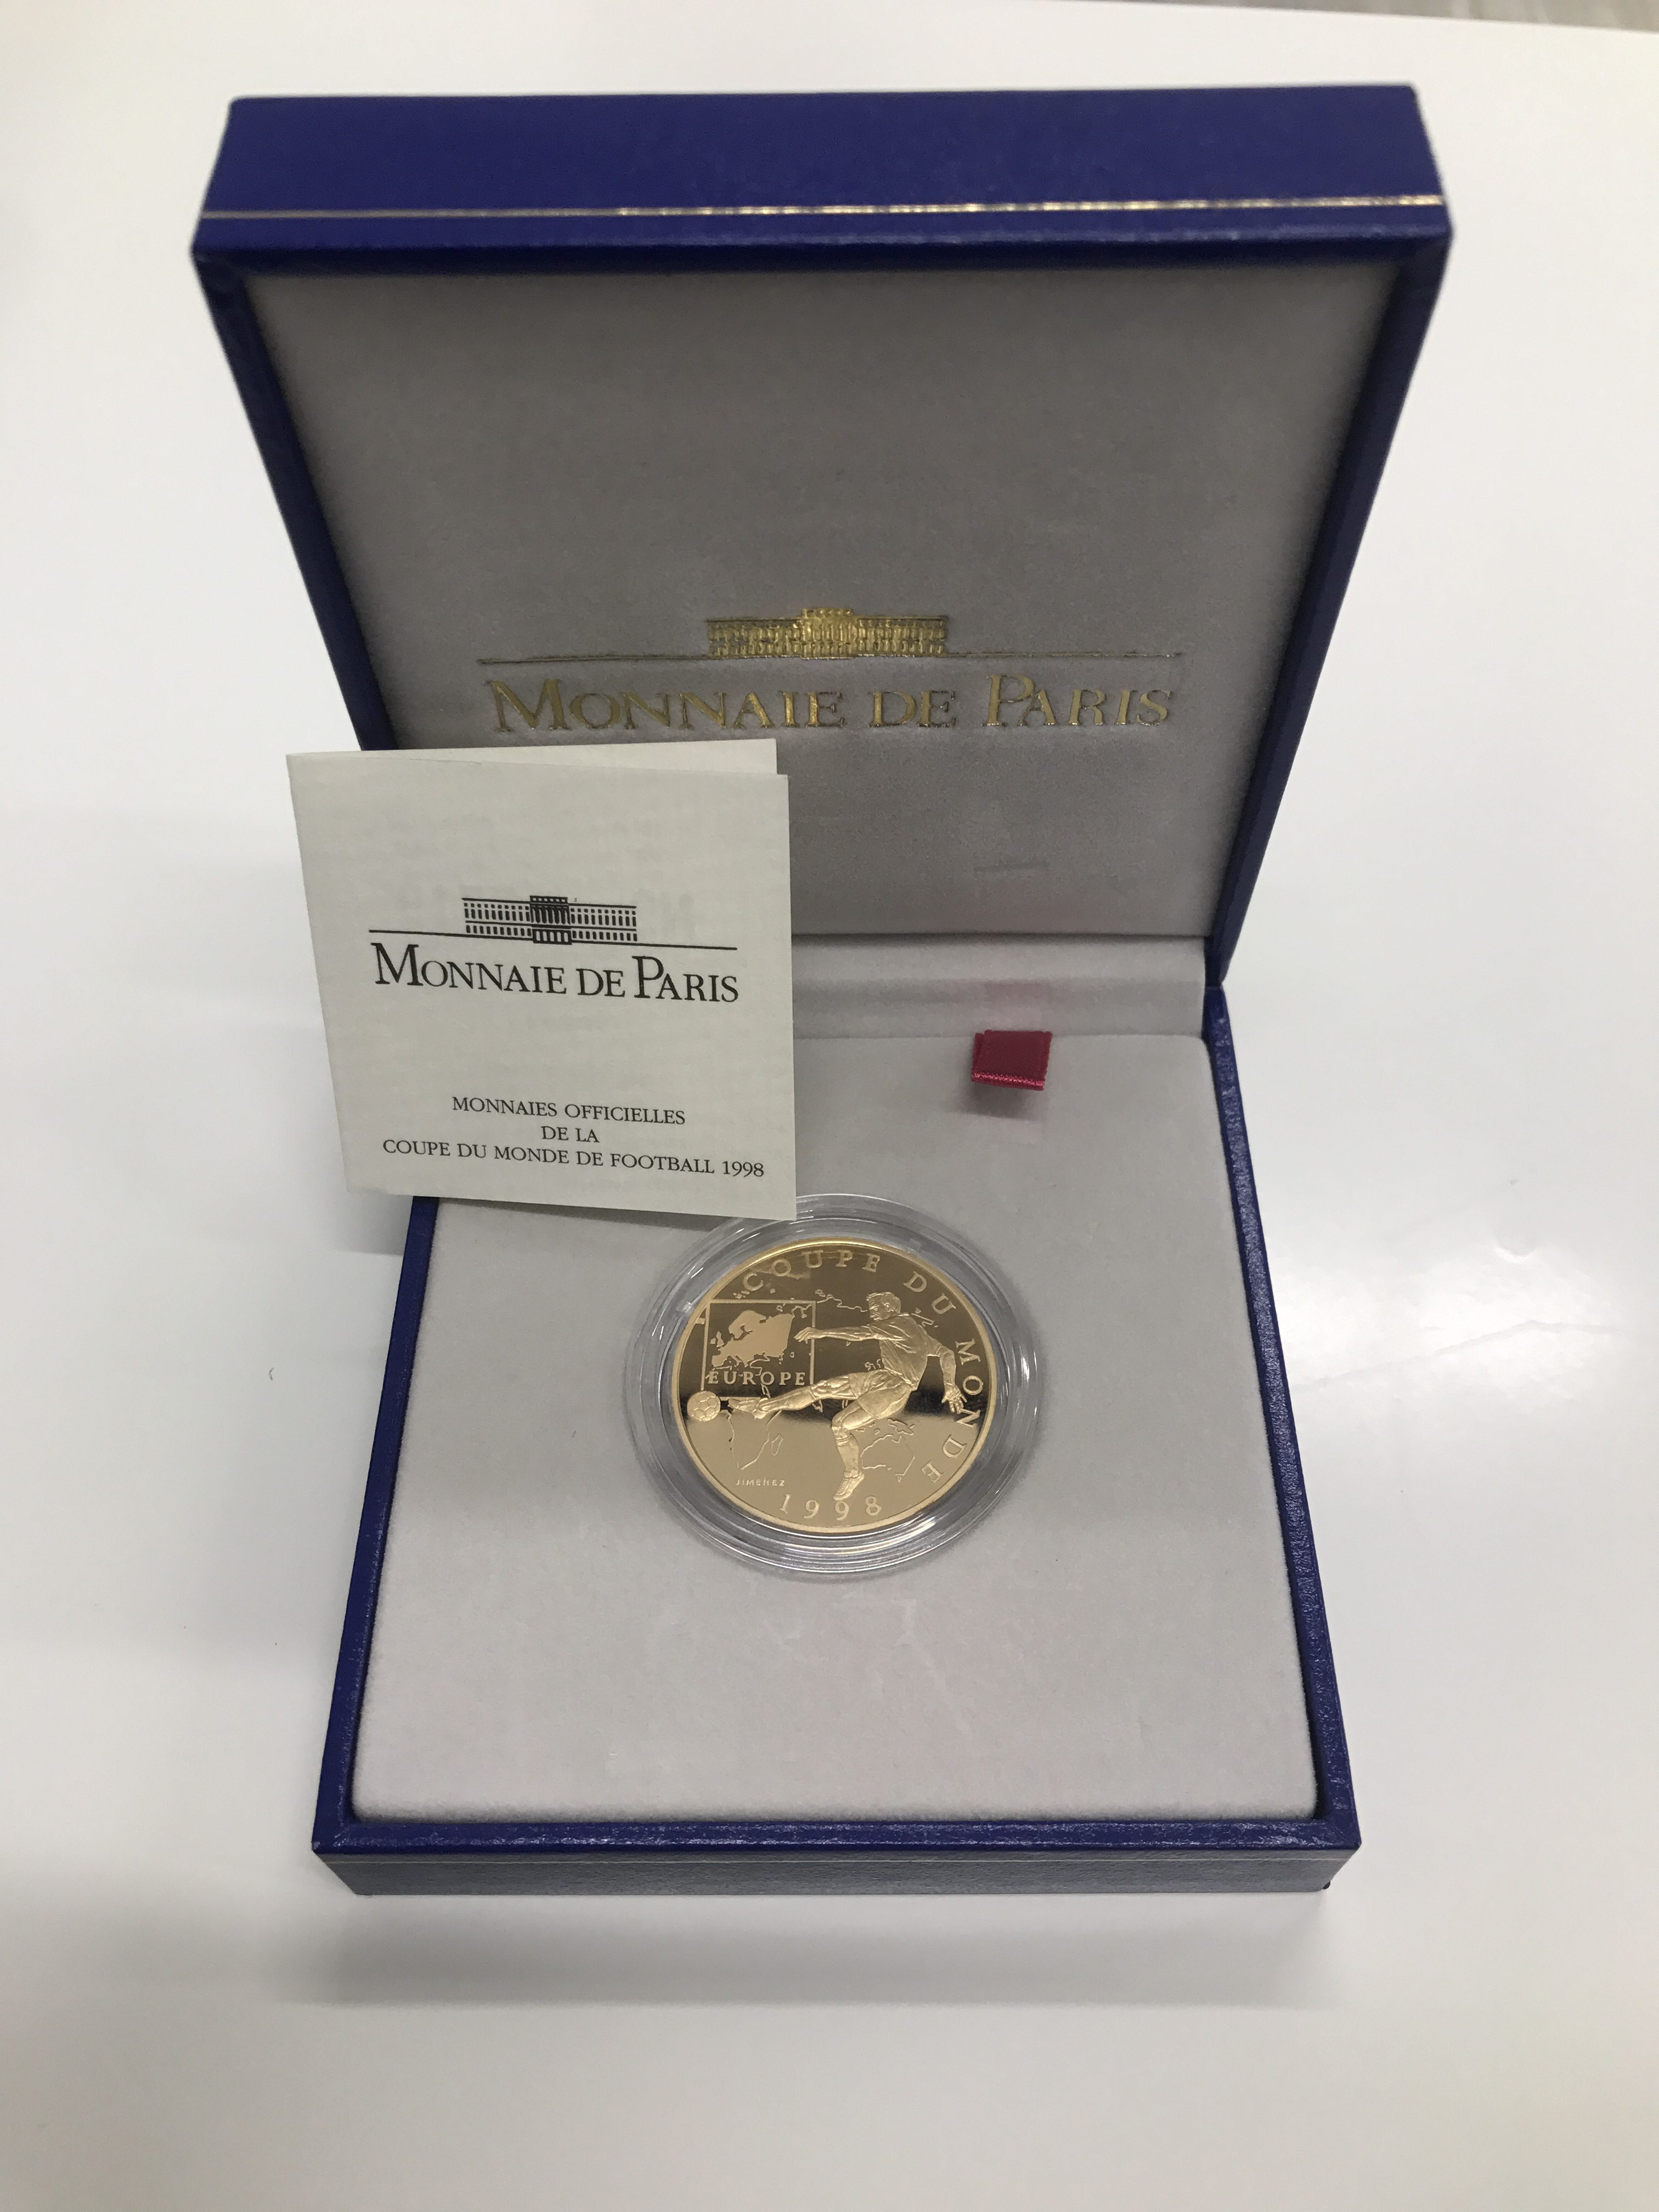 MONNAIE DE PARIS
MONNAIE DE PARIS
MONNAIES OFFICIELLES
DE LA
COUPE DU MONDE DE FOOTBALL 1998
COUPE DU MONDE
EUROPE
JIMENEZ
1998